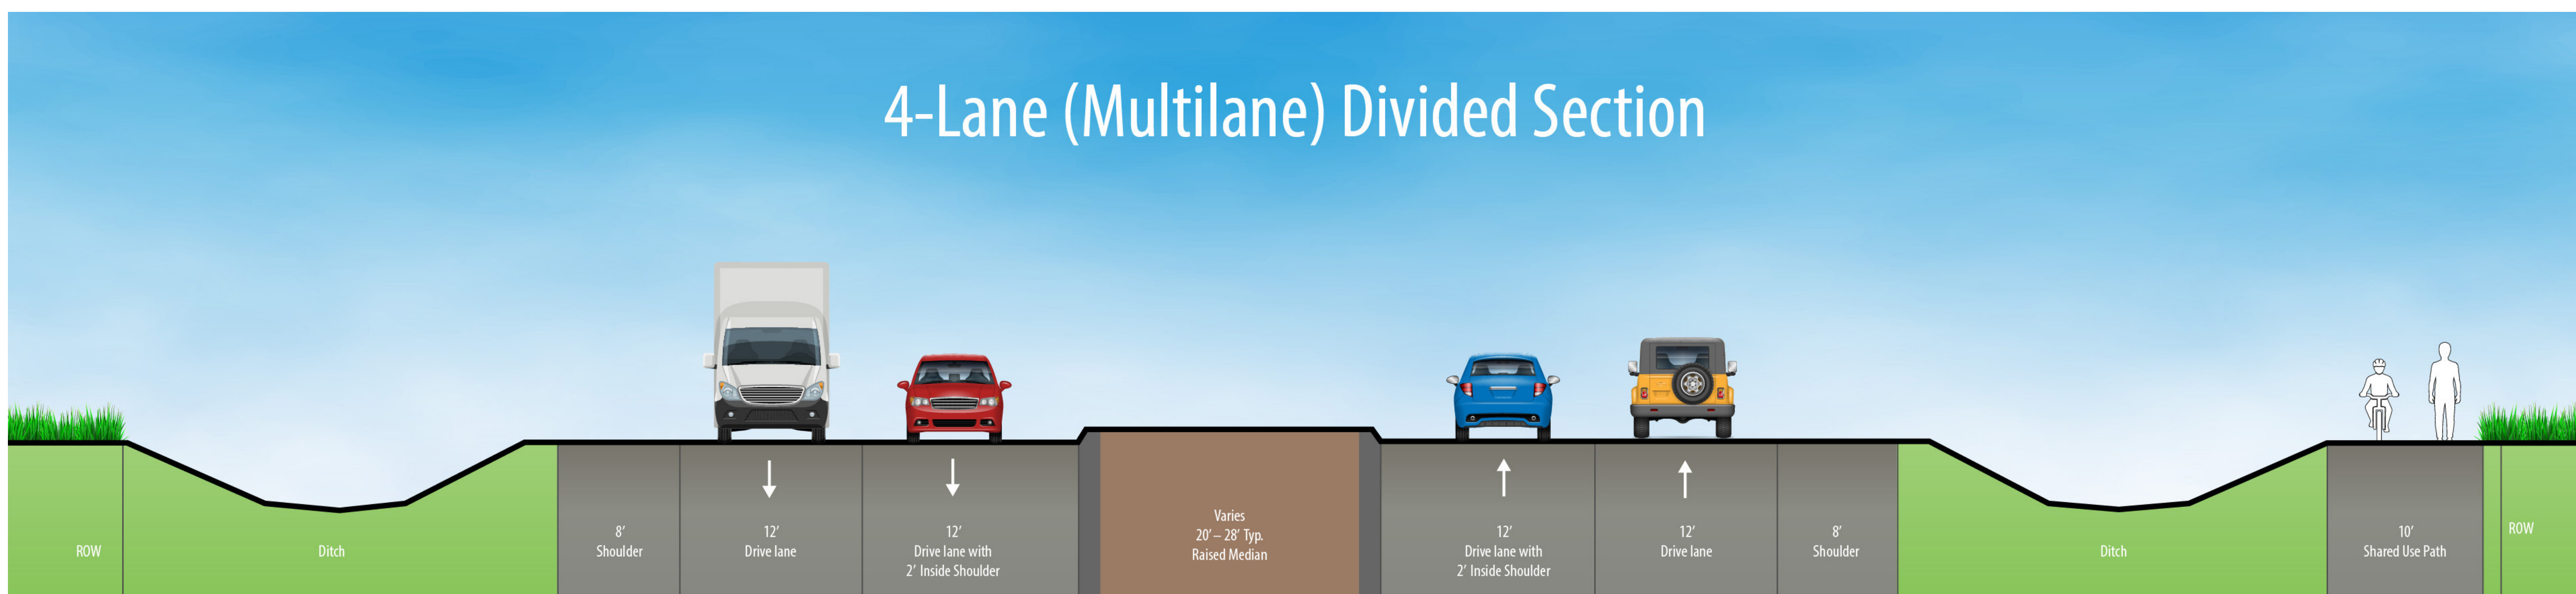 4-Lane (Multilane) Divided Section
ROW
Ditch
8’
Shoulder
12’
Drive lane
12’
Drive lane with
2’ Inside Shoulder
Varies
20’ – 28’ Typ.
Raised Median
12’
Drive lane with
2’ Inside Shoulder
12’
Drive lane
8’
Shoulder
Ditch
10’
Shared Use Path
ROW